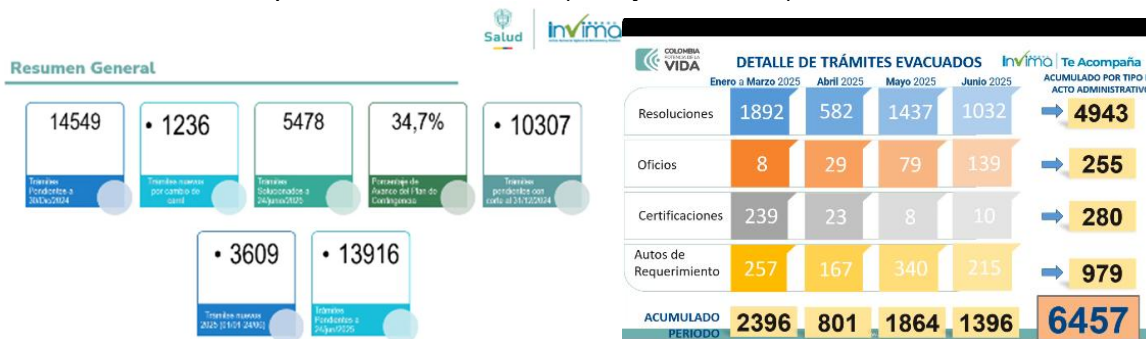 Salud
invima
Resumen General
14549
• 1236
5478
34,7%
• 10307
Trámites
Pendientes a
30/Dic/2024
Trámites nuevos
por cambio de
carril
Trámites
Solucionados a
24/junio/2025
Porcentaje de
Avance del Plan de
Contingencia
Trámites
pendientes con
corte al 31/12/2024
• 3609
• 13916
Trámites nuevos
2025 (01/01-24/06)
Trámites
Pendientes a
24/jun/2025
COLOMBIA
POTENCIA DE LA
VIDA
DETALLE DE TRÁMITES EVACUADOS
invima Te Acompaña
Enero a Marzo 2025
Abril 2025
Mayo 2025
Junio 2025
ACUMULADO POR TIPO
ACTO ADMINISTRATIV
Resoluciones
1892
582
1437
1032
4943
Oficios
8
29
79
139
255
Certificaciones
239
23
8
10
280
Autos de
Requerimiento
257
167
340
215
979
ACUMULADO
PERIODO
2396
801
1864
1396
6457